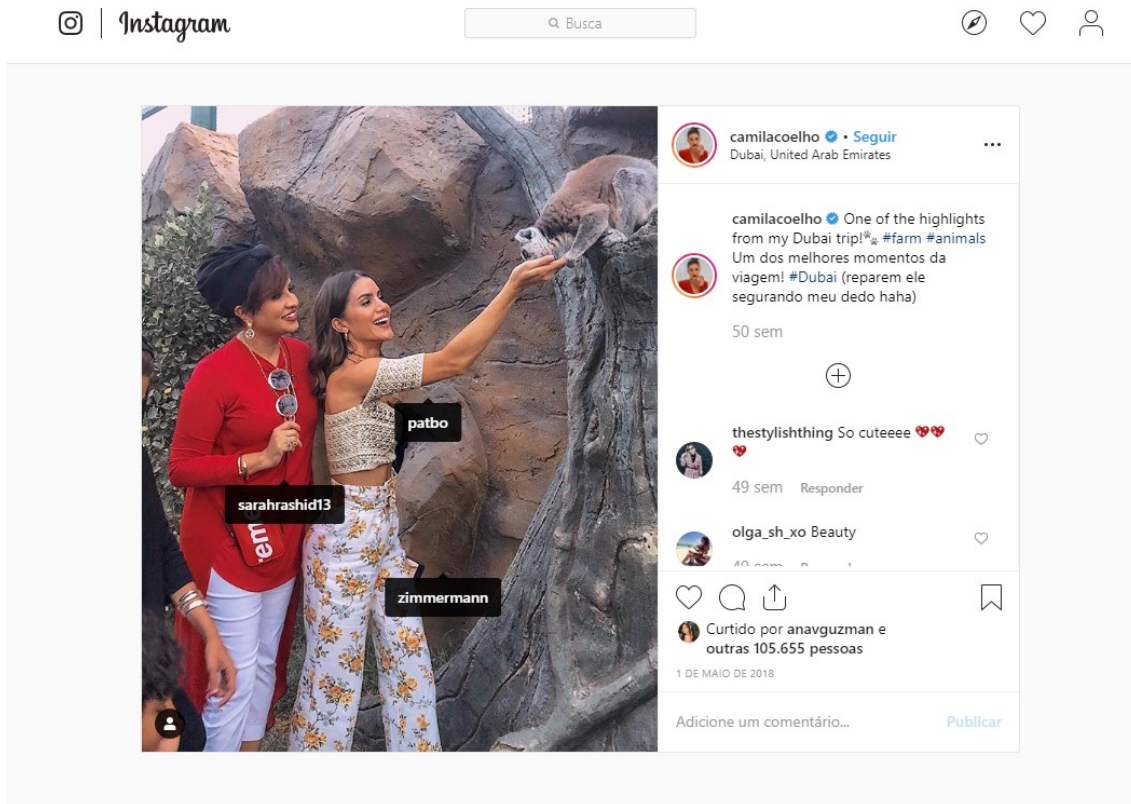 Instagram
Busca
camilacoelho • Seguir
Dubai, United Arab Emirates
camilacoelho One of the highlights
from my Dubai trip!🐾 #farm #animals
Um dos melhores momentos da
viagem! #Dubai (reparem ele
segurando meu dedo haha)
50 sem
thestylishthing So cuteeee 💖💖
💖
49 sem Responder
olga_sh_xo Beauty
patbo
sarahrashid13
eme
zimmermann
Curtido por anavguzman e
outras 105.655 pessoas
1 DE MAIO DE 2018
Adicione um comentário... Publicar